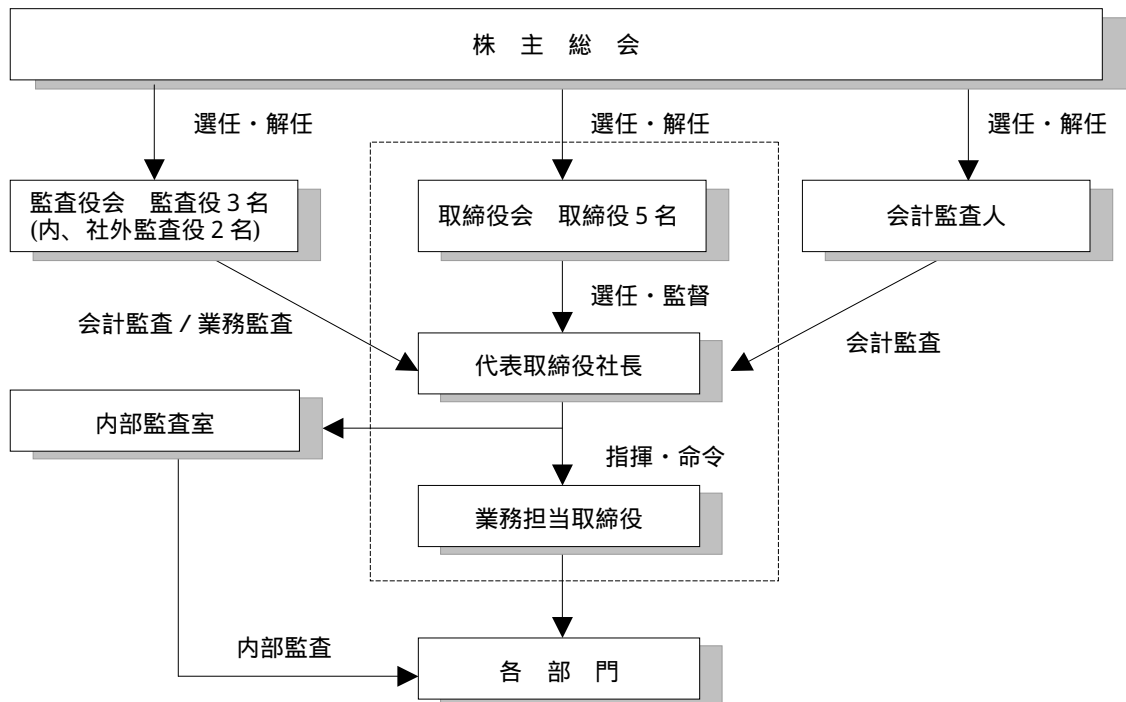 株　主　総　会
選任・解任
選任・解任
選任・解任
監査役会　監査役３名
(内、社外監査役２名)
取締役会　取締役５名
会計監査人
選任・監督
会計監査 / 業務監査
会計監査
代表取締役社長
内部監査室
指揮・命令
業務担当取締役
内部監査
各　部　門